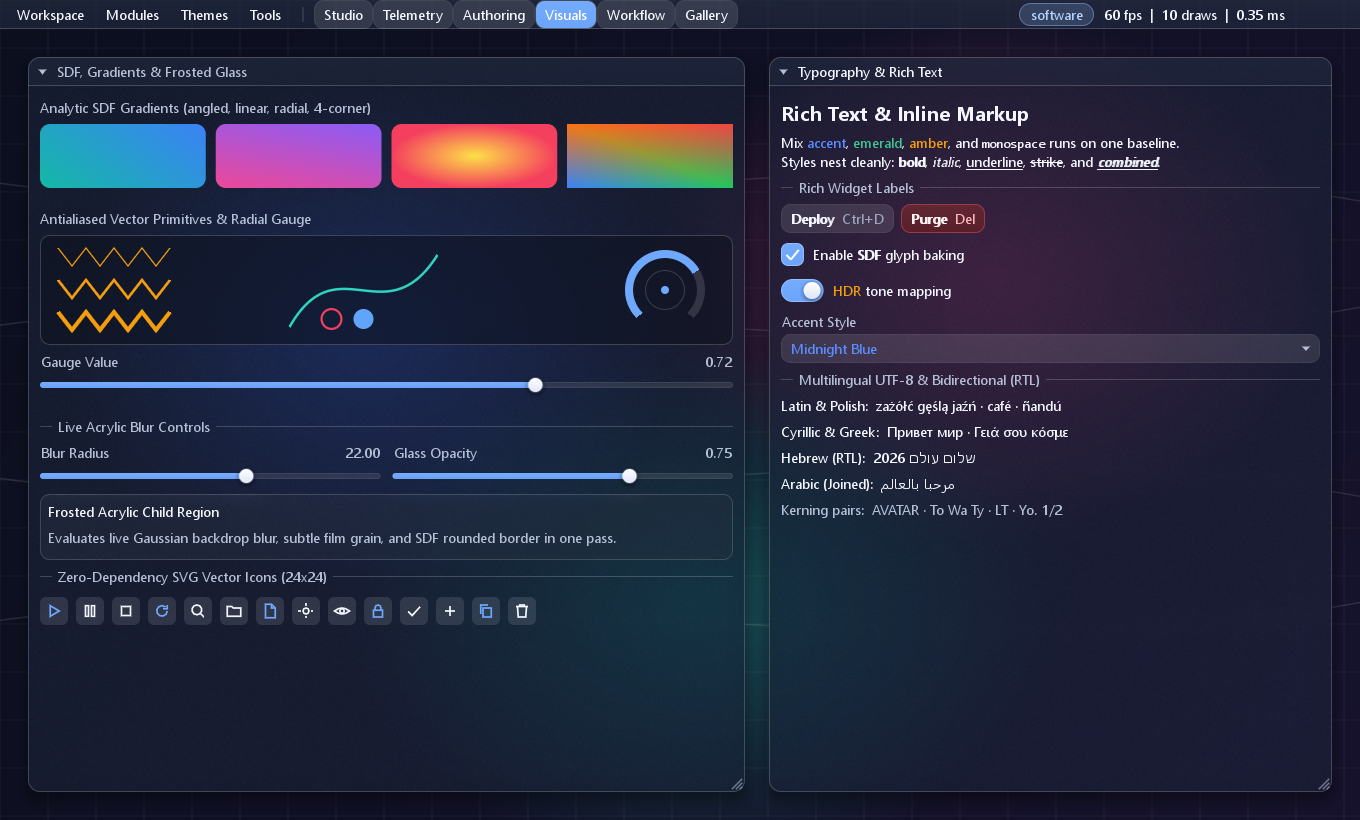 Workspace Modules Themes Tools | Studio Telemetry Authoring Visuals Workflow Gallery software 60 fps | 10 draws | 0.35 ms
SDF, Gradients & Frosted Glass
Analytic SDF Gradients (angled, linear, radial, 4-corner)
Antialiased Vector Primitives & Radial Gauge
Gauge Value 0.72
Live Acrylic Blur Controls
Blur Radius 22.00 Glass Opacity 0.75
Frosted Acrylic Child Region
Evaluates live Gaussian backdrop blur, subtle film grain, and SDF rounded border in one pass.
Zero-Dependency SVG Vector Icons (24x24)
Typography & Rich Text
Rich Text & Inline Markup
Mix accent, emerald, amber, and monospace runs on one baseline.
Styles nest cleanly: bold, italic, underline, strike, and combined.
Rich Widget Labels
Deploy Ctrl+D Purge Del
Enable SDF glyph baking
HDR tone mapping
Accent Style
Midnight Blue
Multilingual UTF-8 & Bidirectional (RTL)
Latin & Polish: zażółć gęślą jaźń · café · ñandú
Cyrillic & Greek: Привет мир · Γειά σου κόσμε
Hebrew (RTL): שלום עולם 2026
Arabic (Joined): مرحبا بالعالم
Kerning pairs: AVATAR · To Wa Ty · LT · Yo. 1/2